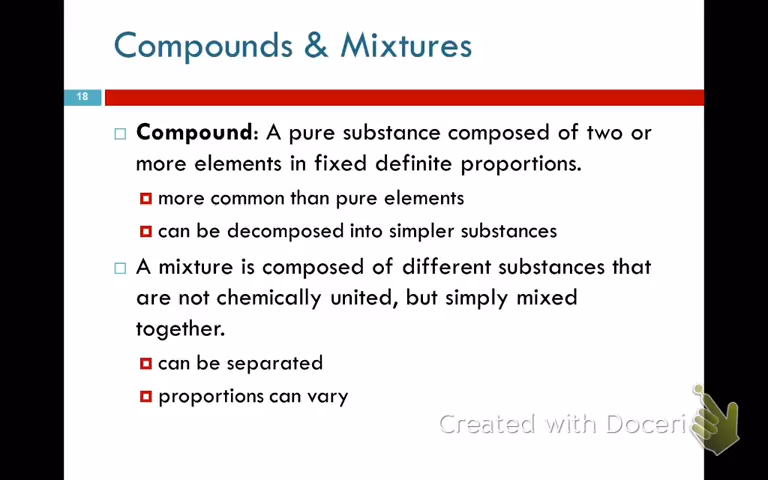 Compounds & Mixtures
18
Compound: A pure substance composed of two or
more elements in fixed definite proportions.
more common than pure elements
can be decomposed into simpler substances
A mixture is composed of different substances that
are not chemically united, but simply mixed
together.
can be separated
proportions can vary
Created with Doceri